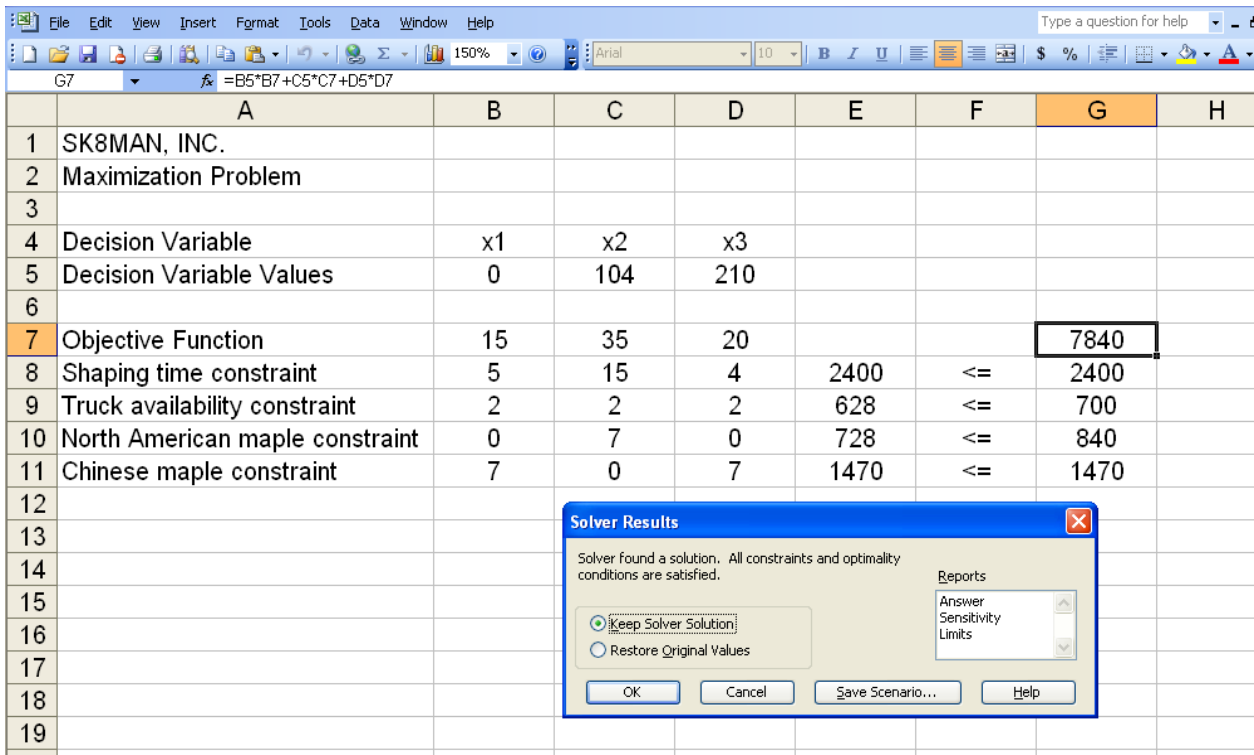 File Edit View Insert Format Tools Data Window Help Type a question for help
150% Arial 10 B I U $ %
G7 fx =B5*B7+C5*C7+D5*D7
A B C D E F G H
1 SK8MAN, INC.
2 Maximization Problem
3
4 Decision Variable x1 x2 x3
5 Decision Variable Values 0 104 210
6
7 Objective Function 15 35 20 7840
8 Shaping time constraint 5 15 4 2400 <= 2400
9 Truck availability constraint 2 2 2 628 <= 700
10 North American maple constraint 0 7 0 728 <= 840
11 Chinese maple constraint 7 0 7 1470 <= 1470
12
13
14
15
16
17
18
19
Solver Results
Solver found a solution. All constraints and optimality
conditions are satisfied.
Reports
Answer
Sensitivity
Limits
Keep Solver Solution
Restore Original Values
OK Cancel Save Scenario... Help